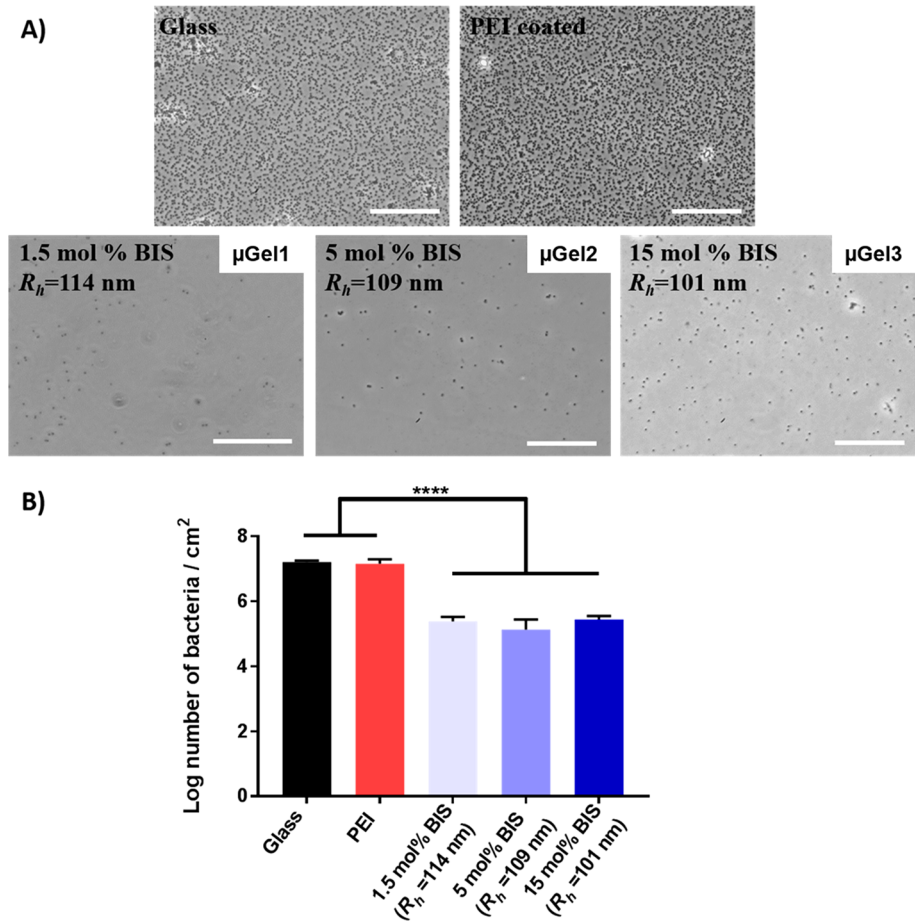 A)
Glass
PEI coated
1.5 mol % BIS
Rh=114 nm
µGel1
5 mol % BIS
Rh=109 nm
µGel2
15 mol % BIS
Rh=101 nm
µGel3
B)
****
Log number of bacteria / cm2
8
6
4
2
0
Glass
PEI
1.5 mol% BIS
(Rh =114 nm)
5 mol% BIS
(Rh =109 nm)
15 mol% BIS
(Rh =101 nm)